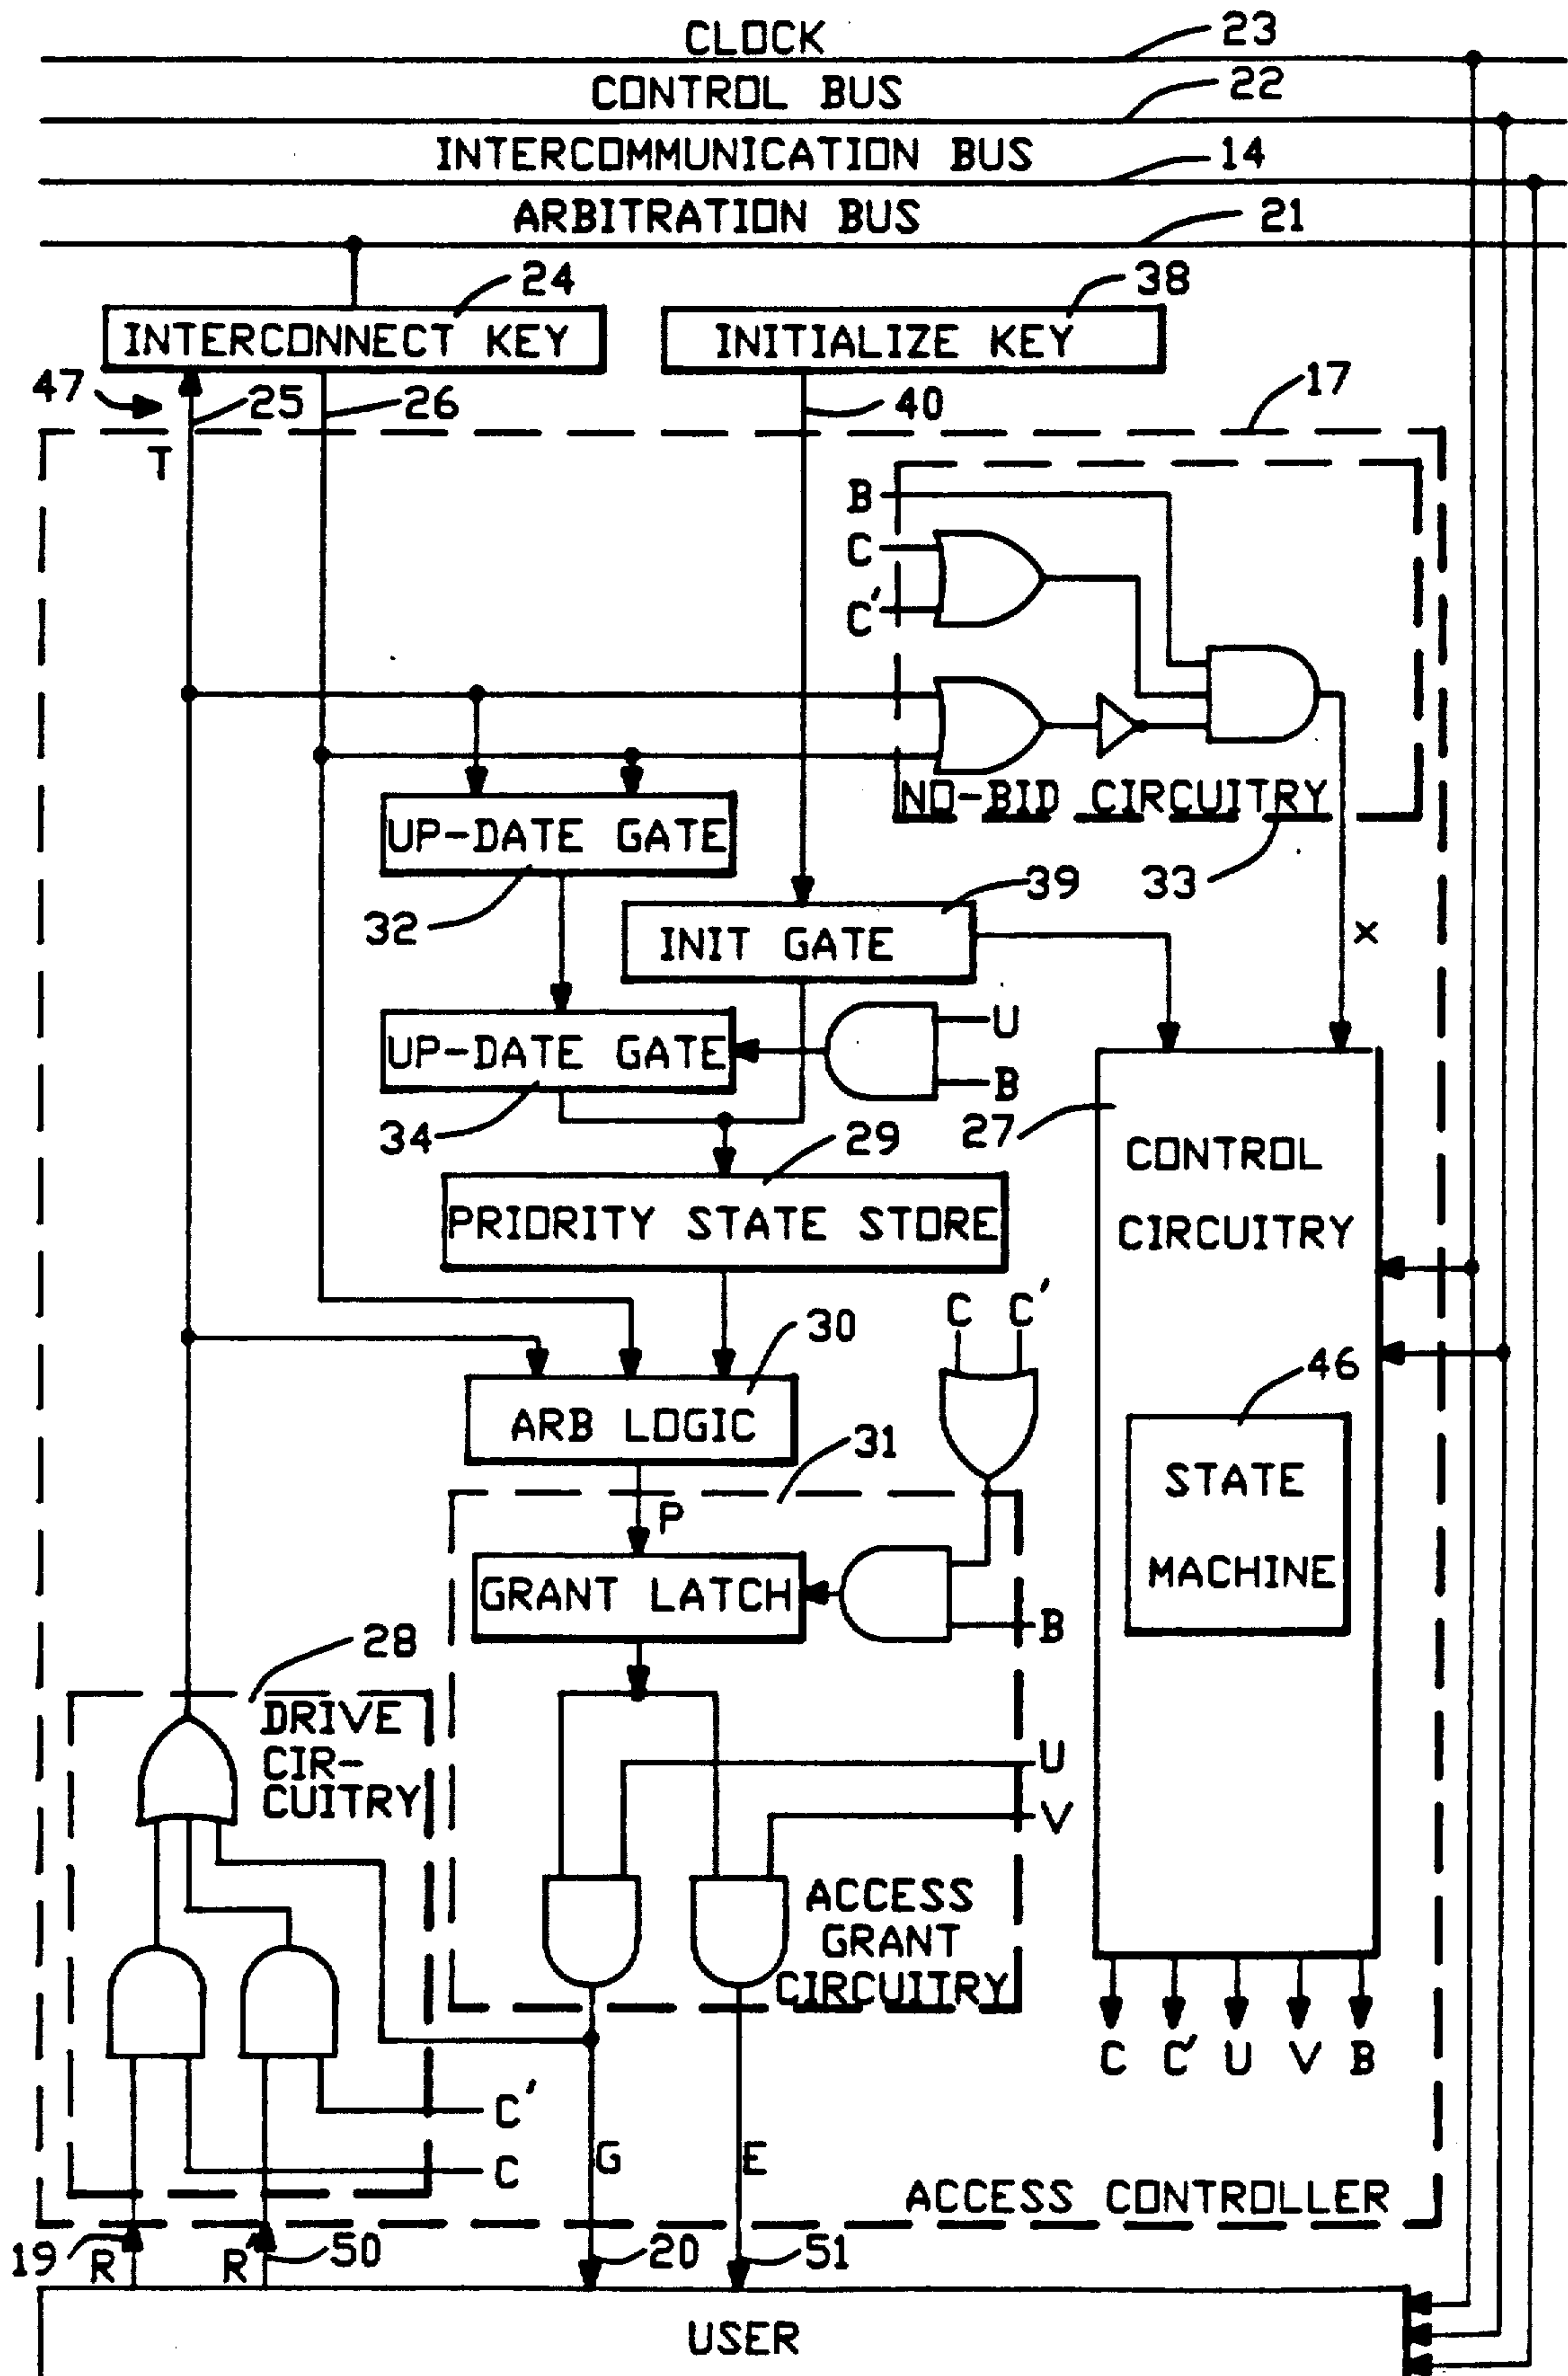 CLOCK 23
CONTROL BUS 22
INTERCOMMUNICATION BUS 14
ARBITRATION BUS 21
24 38
INTERCONNECT KEY INITIALIZE KEY
47 25 26 40 17
T
B
C
C'
NO-BID CIRCUITRY
UP-DATE GATE
32 39 33
INIT GATE X
UP-DATE GATE U
B
34 29 27
CONTROL
CIRCUITRY
PRIORITY STATE STORE
C C'
30 46
ARB LOGIC 31
STATE
MACHINE
P
GRANT LATCH
B
28
DRIVE
CIR-
CUITRY
U
V
ACCESS
GRANT
CIRCUITRY
C C' U V B
C'
C
G E
ACCESS CONTROLLER
19 R R 50 20 51
USER